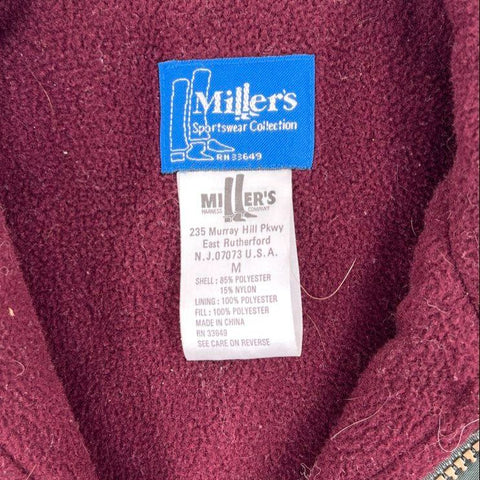 Miller's
Sportswear Collection
RN 33649
MILLER'S
HARNESS COMPANY
235 Murray Hill Pkwy
East Rutherford
N.J. 07073 U.S.A.
M
SHELL : 85% POLYESTER
15% NYLON
LINING : 100% POLYESTER
FILL : 100% POLYESTER
MADE IN CHINA
RN 33649
SEE CARE ON REVERSE